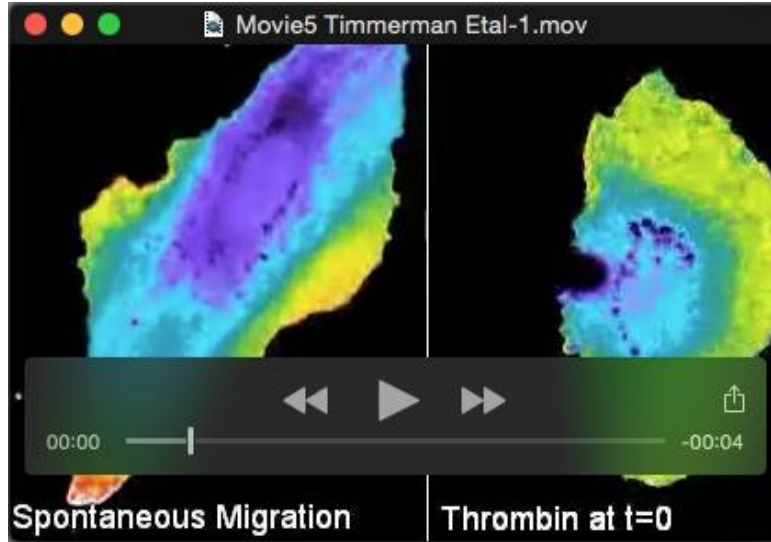 Movie5 Timmerman Etal-1.mov
00:00
-00:04
Spontaneous Migration
Thrombin at t=0